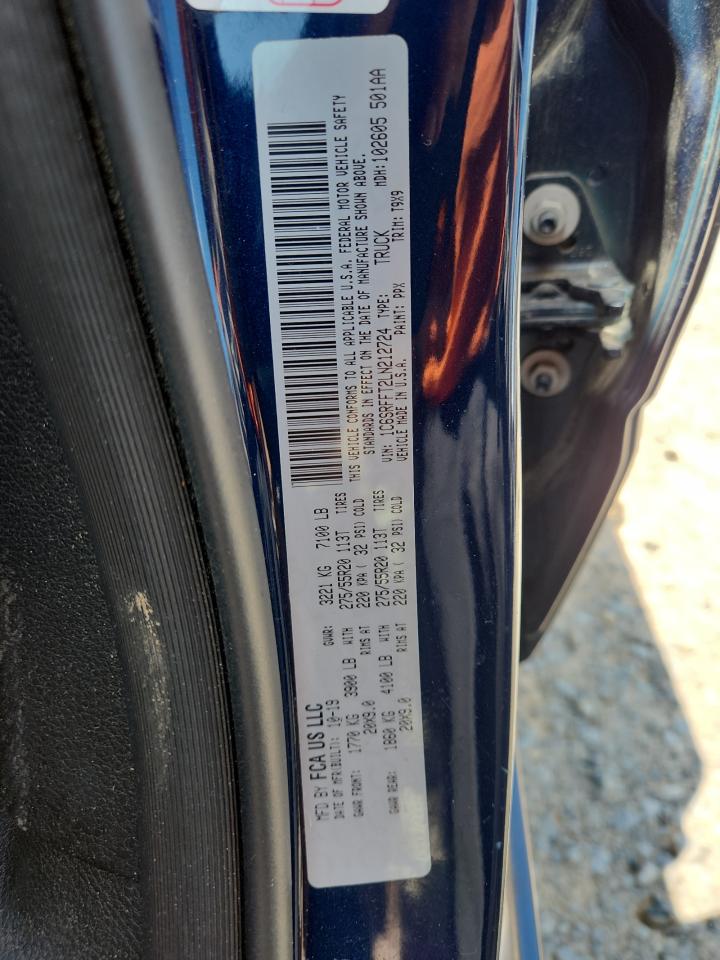 MFD BY FCA US LLC
DATE OF MFR(BUILT): 10-19 GVWR: 3221 KG 7100 LB
GAWR FRONT: 1770 KG 3900 LB WITH 275/55R20 113T TIRES
20X9.0 RIMS AT 220 KPA ( 32 PSI) COLD
GAWR REAR: 1860 KG 4100 LB WITH 275/55R20 113T TIRES
20X9.0 RIMS AT 220 KPA ( 32 PSI) COLD
THIS VEHICLE CONFORMS TO ALL APPLICABLE U.S.A. FEDERAL MOTOR VEHICLE SAFETY
STANDARDS IN EFFECT ON THE DATE OF MANUFACTURE SHOWN ABOVE.
VIN: 1C6SRFFT2LN212724 TYPE: TRUCK MDH: 102605 501AA
VEHICLE MADE IN U.S.A. PAINT: PPX TRIM: T9X9